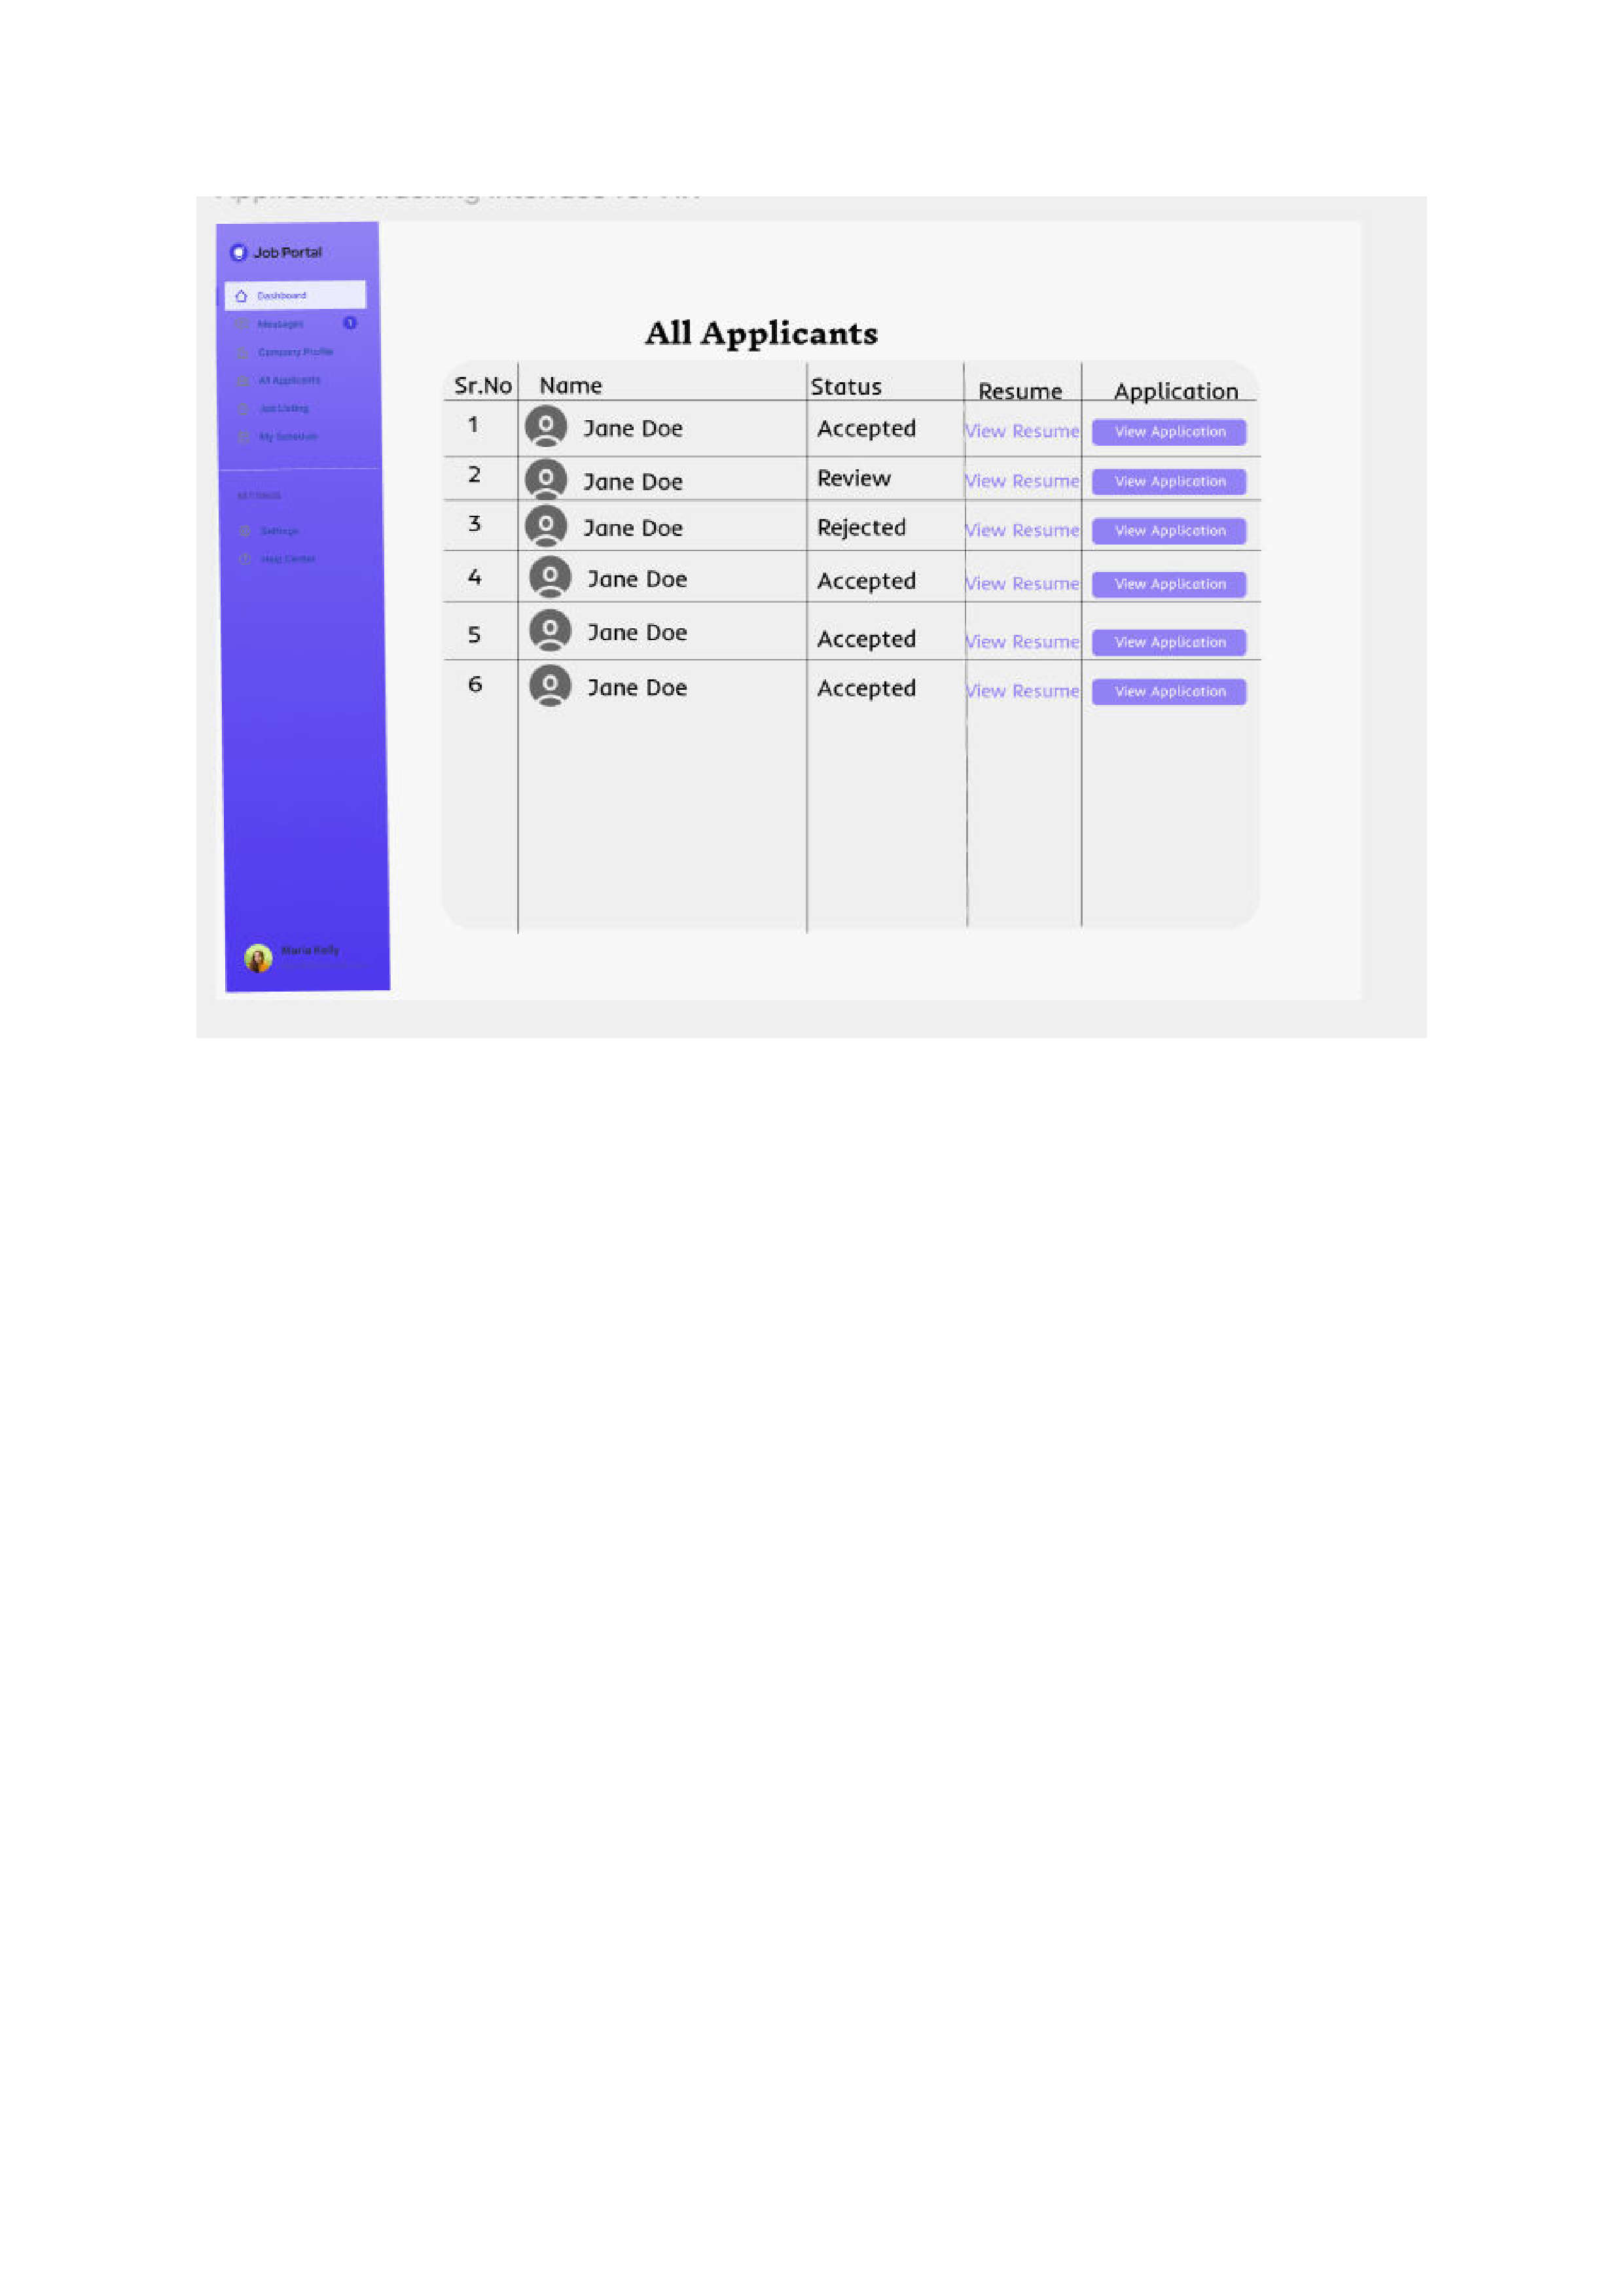 Job Portal
Dashboard
Messages 1
Company Profile
All Applicants
Job Listing
My Schedule
SETTINGS
Settings
Help Center
Maria Kelly
All Applicants
Sr.No Name Status Resume Application
1 Jane Doe Accepted View Resume View Application
2 Jane Doe Review View Resume View Application
3 Jane Doe Rejected View Resume View Application
4 Jane Doe Accepted View Resume View Application
5 Jane Doe Accepted View Resume View Application
6 Jane Doe Accepted View Resume View Application